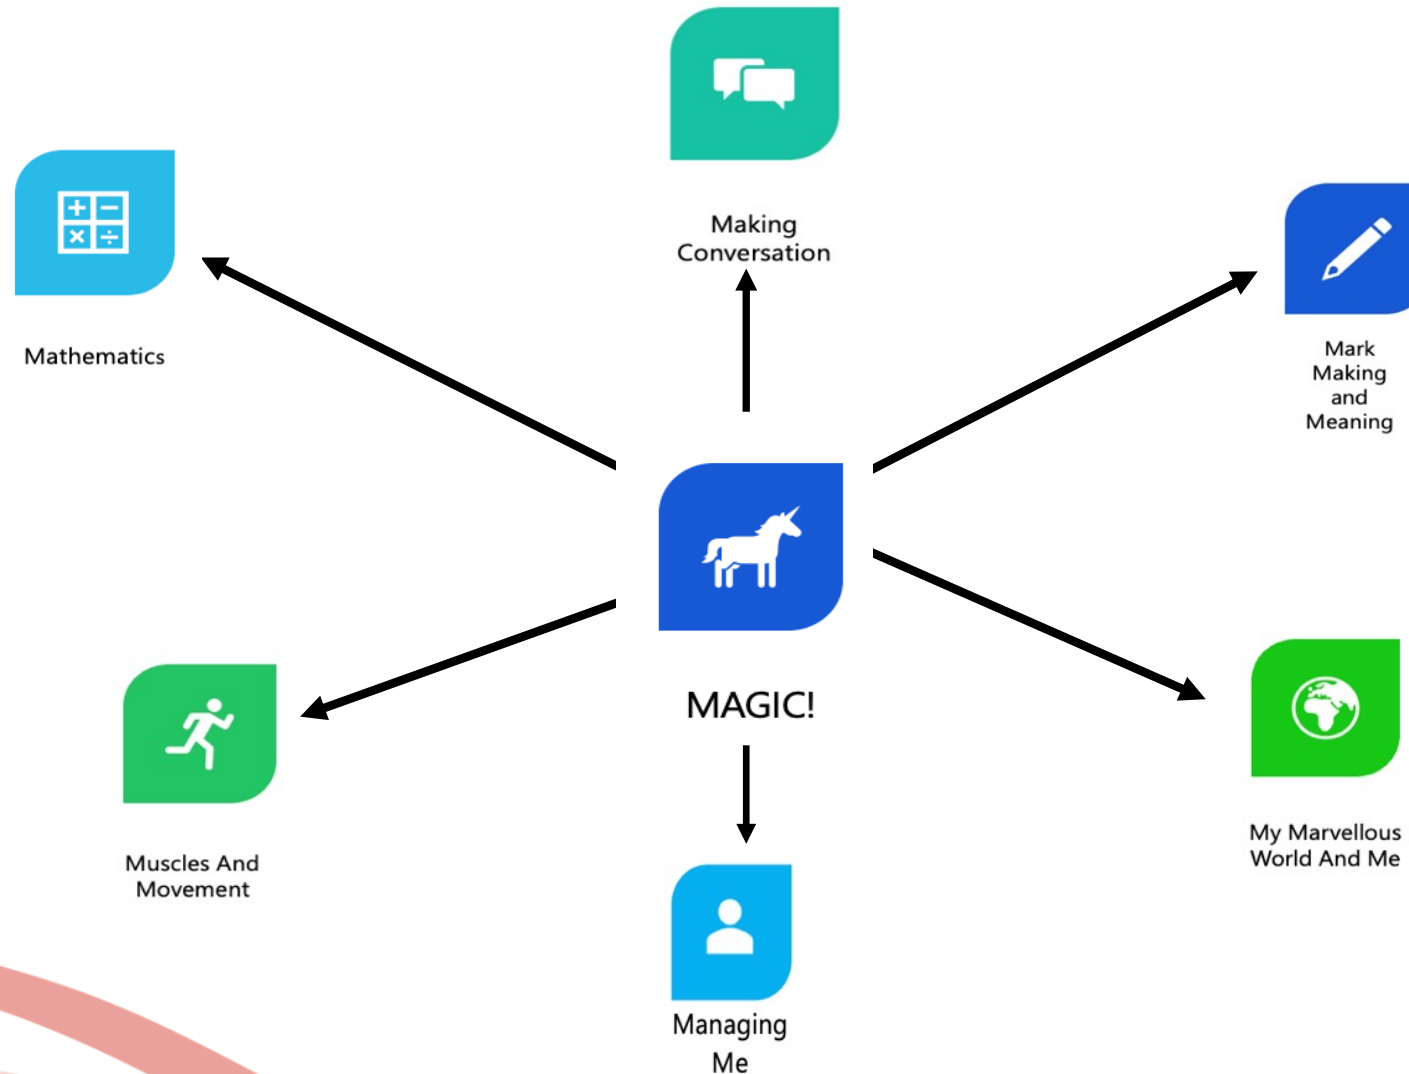 Making
Conversation
Mathematics
Mark
Making
and
Meaning
MAGIC!
Muscles And
Movement
My Marvellous
World And Me
Managing
Me